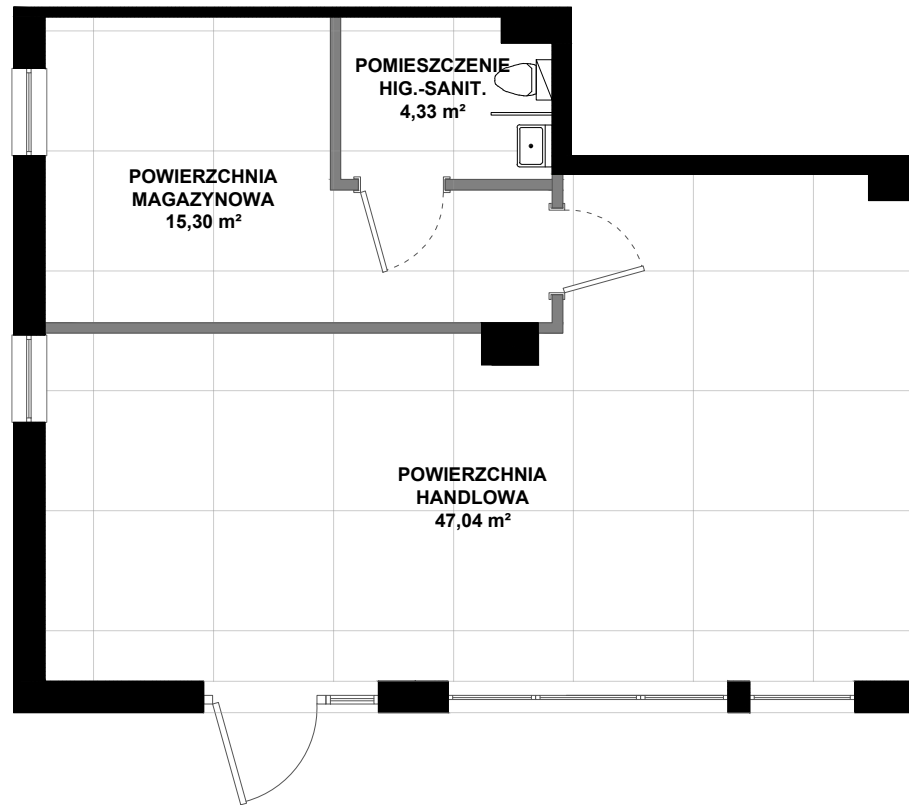 POMIESZCZENIE
HIG.-SANIT.
4,33 m²
POWIERZCHNIA
MAGAZYNOWA
15,30 m²
POWIERZCHNIA
HANDLOWA
47,04 m²